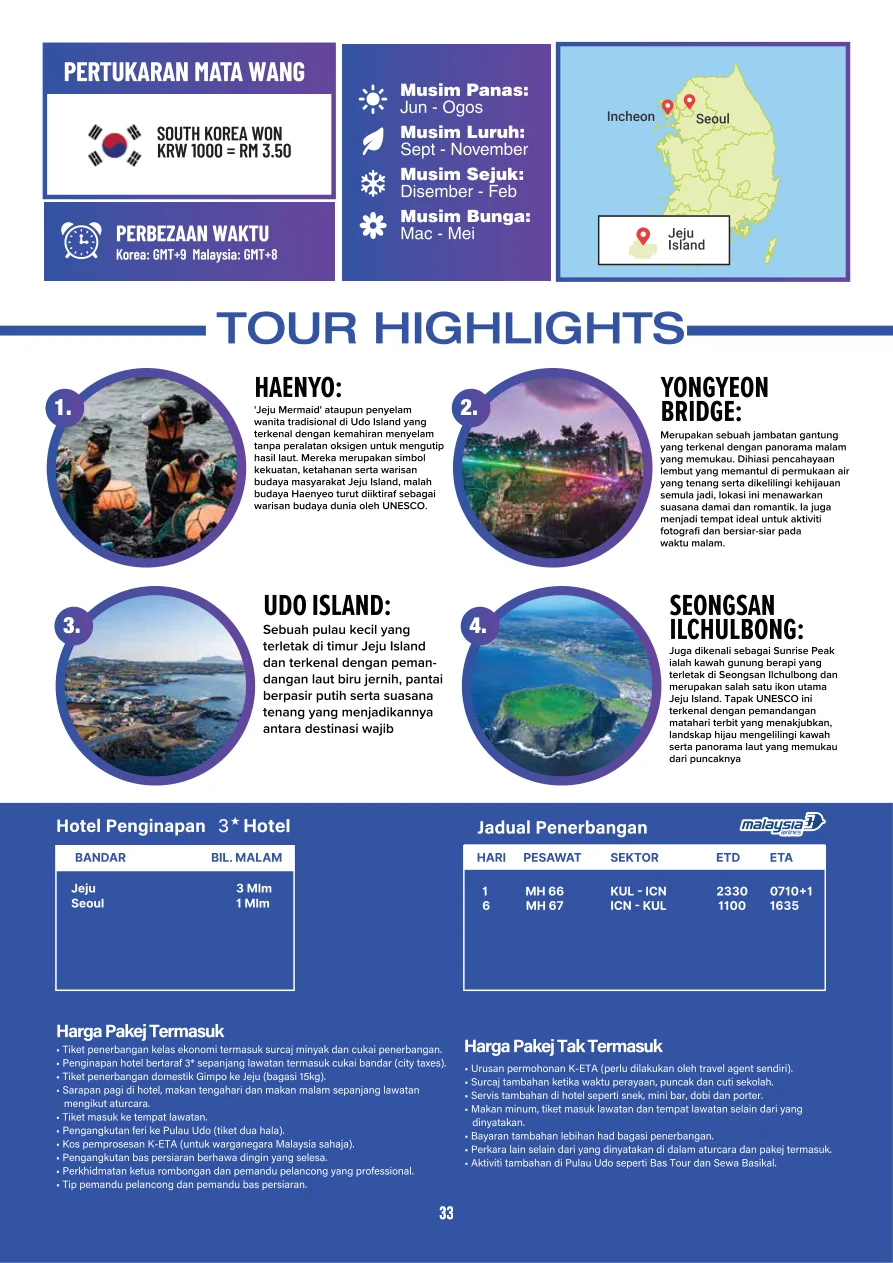 PERTUKARAN MATA WANG
SOUTH KOREA WON
KRW 1000 = RM 3.50
PERBEZAAN WAKTU
Korea: GMT+9 Malaysia: GMT+8
Musim Panas:
Jun - Ogos
Musim Luruh:
Sept - November
Musim Sejuk:
Disember - Feb
Musim Bunga:
Mac - Mei
Incheon
Seoul
Jeju
Island
TOUR HIGHLIGHTS
1.
HAENYO:
'Jeju Mermaid' ataupun penyelam
wanita tradisional di Udo Island yang
terkenal dengan kemahiran menyelam
tanpa peralatan oksigen untuk mengutip
hasil laut. Mereka merupakan simbol
kekuatan, ketahanan serta warisan
budaya masyarakat Jeju Island, malah
budaya Haenyeo turut diiktiraf sebagai
warisan budaya dunia oleh UNESCO.
2.
YONGYEON
BRIDGE:
Merupakan sebuah jambatan gantung
yang terkenal dengan panorama malam
yang memukau. Dihiasi pencahayaan
lembut yang memantul di permukaan air
yang tenang serta dikelilingi kehijauan
semula jadi, lokasi ini menawarkan
suasana damai dan romantik. Ia juga
menjadi tempat ideal untuk aktiviti
fotografi dan bersiar-siar pada
waktu malam.
3.
UDO ISLAND:
Sebuah pulau kecil yang
terletak di timur Jeju Island
dan terkenal dengan peman-
dangan laut biru jernih, pantai
berpasir putih serta suasana
tenang yang menjadikannya
antara destinasi wajib
4.
SEONGSAN
ILCHULBONG:
Juga dikenali sebagai Sunrise Peak
ialah kawah gunung berapi yang
terletak di Seongsan Ilchulbong dan
merupakan salah satu ikon utama
Jeju Island. Tapak UNESCO ini
terkenal dengan pemandangan
matahari terbit yang menakjubkan,
landskap hijau mengelilingi kawah
serta panorama laut yang memukau
dari puncaknya
Hotel Penginapan 3★ Hotel
BANDAR BIL. MALAM
Jeju 3 Mlm
Seoul 1 Mlm
Jadual Penerbangan
malaysia
airlines
HARI PESAWAT SEKTOR ETD ETA
1 MH 66 KUL - ICN 2330 0710+1
6 MH 67 ICN - KUL 1100 1635
Harga Pakej Termasuk
• Tiket penerbangan kelas ekonomi termasuk surcaj minyak dan cukai penerbangan.
• Penginapan hotel bertaraf 3* sepanjang lawatan termasuk cukai bandar (city taxes).
• Tiket penerbangan domestik Gimpo ke Jeju (bagasi 15kg).
• Sarapan pagi di hotel, makan tengahari dan makan malam sepanjang lawatan
mengikut aturcara.
• Tiket masuk ke tempat lawatan.
• Pengangkutan feri ke Pulau Udo (tiket dua hala).
• Kos pemprosesan K-ETA (untuk warganegara Malaysia sahaja).
• Pengangkutan bas persiaran berhawa dingin yang selesa.
• Perkhidmatan ketua rombongan dan pemandu pelancong yang professional.
• Tip pemandu pelancong dan pemandu bas persiaran.
Harga Pakej Tak Termasuk
• Urusan permohonan K-ETA (perlu dilakukan oleh travel agent sendiri).
• Surcaj tambahan ketika waktu perayaan, puncak dan cuti sekolah.
• Servis tambahan di hotel seperti snek, mini bar, dobi dan porter.
• Makan minum, tiket masuk lawatan dan tempat lawatan selain dari yang
dinyatakan.
• Bayaran tambahan lebihan had bagasi penerbangan.
• Perkara lain selain dari yang dinyatakan di dalam aturcara dan pakej termasuk.
• Aktiviti tambahan di Pulau Udo seperti Bas Tour dan Sewa Basikal.
33